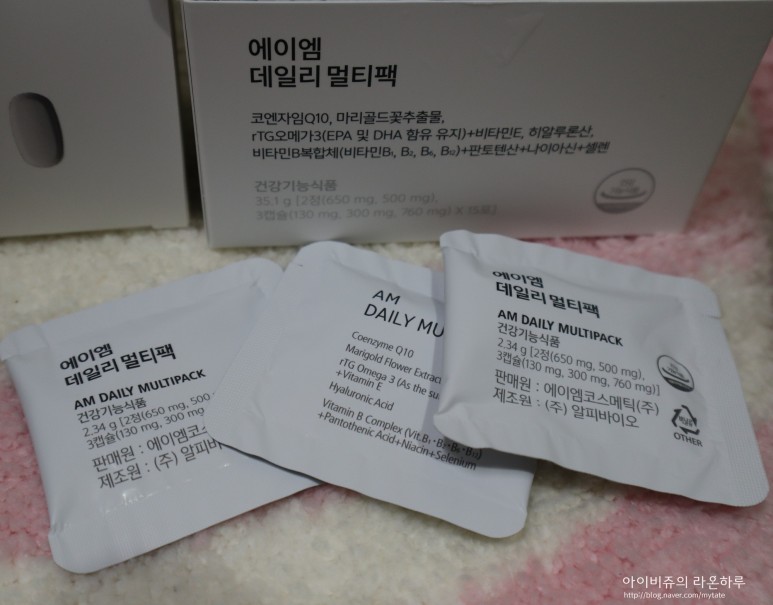 에이엠
데일리 멀티팩
코엔자임Q10, 마리골드꽃추출물,
rTG오메가3(EPA 및 DHA 함유 유지)+비타민E, 히알루론산,
비타민B복합체(비타민B₁, B₂, B₆, B₁₂)+판토텐산+나이아신+셀렌
건강기능식품
35.1 g [2정(650 mg, 500 mg),
3캡슐(130 mg, 300 mg, 760 mg) X 15포]
에이엠
데일리 멀티팩
AM DAILY MULTIPACK
건강기능식품
2.34 g [2정(650 mg, 500
3캡슐(130 mg, 300 mg
판매원 : 에이엠코스
제조원 : (주) 알피바
AM
DAILY MU
Coenzyme Q10
Marigold Flower Extract
rTG Omega 3 (As the su
+Vitamin E
Hyaluronic Acid
Vitamin B Complex (Vit.B₁·B₂·B₆·B₁₂)
+Pantothenic Acid+Niacin+Selenium
에이엠
데일리 멀티팩
AM DAILY MULTIPACK
건강기능식품
2.34 g [2정(650 mg, 500 mg),
3캡슐(130 mg, 300 mg, 760 mg)]
판매원 : 에이엠코스메틱(주)
제조원 : (주) 알피바이오
OTHER
아이비쥬의 라온하루
http://blog.naver.com/mytate